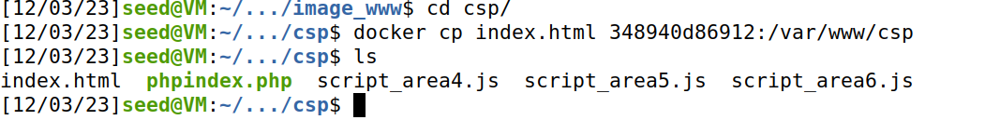 [12/03/23]seed@VM:~/.../image_www$ cd csp/
[12/03/23]seed@VM:~/.../csp$ docker cp index.html 348940d86912:/var/www/csp
[12/03/23]seed@VM:~/.../csp$ ls
index.html  phpindex.php  script_area4.js  script_area5.js  script_area6.js
[12/03/23]seed@VM:~/.../csp$